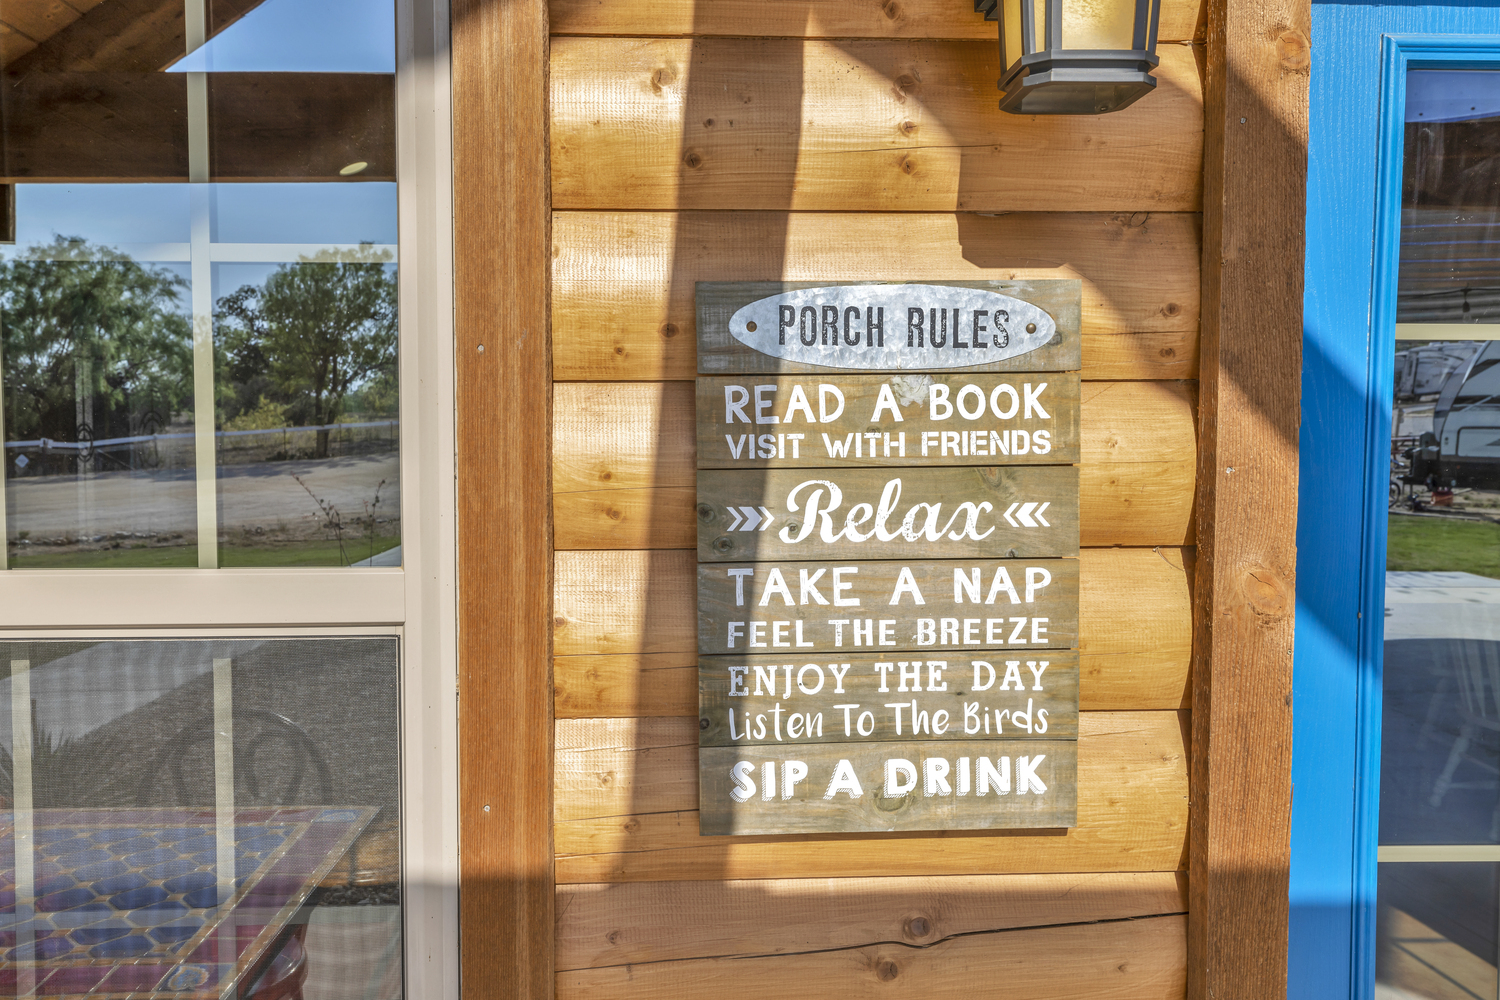 PORCH RULES
READ A BOOK
VISIT WITH FRIENDS
Relax
TAKE A NAP
FEEL THE BREEZE
ENJOY THE DAY
Listen To The Birds
SIP A DRINK